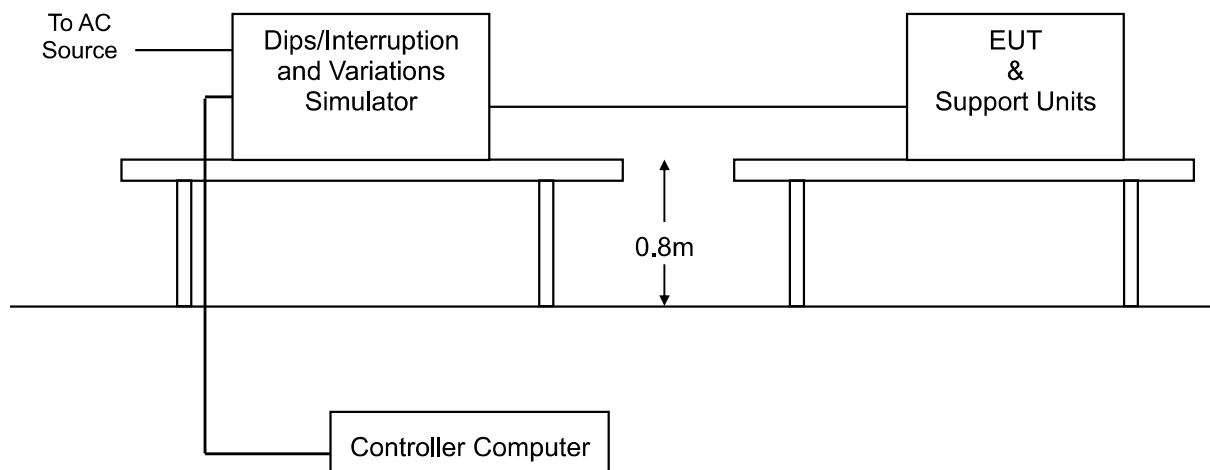 To AC
Source
Dips/Interruption
and Variations
Simulator
EUT
&
Support Units
0.8m
Controller Computer